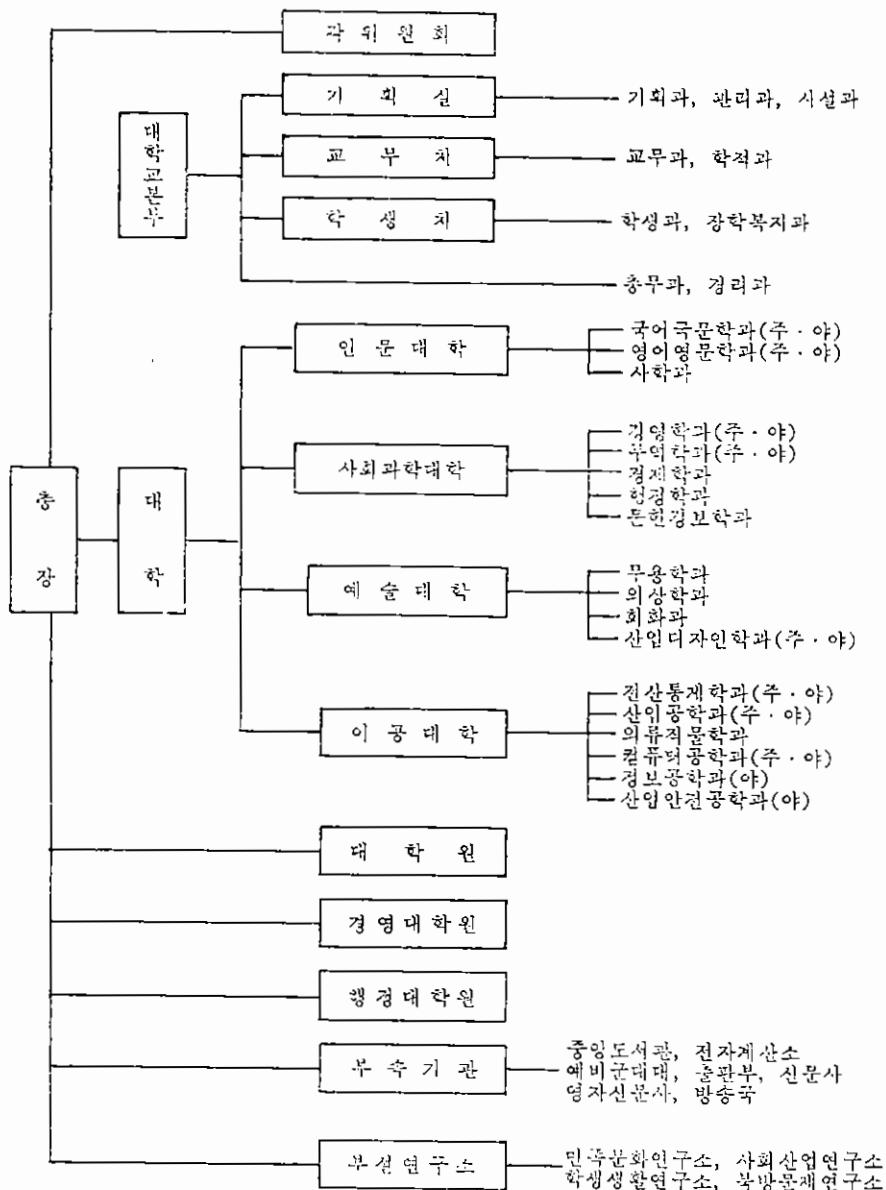 각 위 원 회
기 획 실
기획과, 관리과, 시설과
대학교본부
교 무 처
교무과, 학적과
학 생 처
학생과, 장학복지과
총무과, 경리과
인 문 대 학
국어국문학과(주·야)
영어영문학과(주·야)
사학과
사회과학대학
경영학과(주·야)
무역학과(주·야)
경제학과
행정학과
문헌정보학과
총 장
대 학
예 술 대 학
무용학과
의상학과
회화과
산업디자인학과(주·야)
이 공 대 학
전산통계학과(주·야)
산업공학과(주·야)
의류직물학과
컴퓨터공학과(주·야)
정보공학과(야)
산업안전공학과(야)
대 학 원
경영대학원
행정대학원
부속기관
중앙도서관, 전자계산소
예비군대대, 출판부, 신문사
영자신문사, 방송국
부설연구소
민족문화연구소, 사회산업연구소
학생생활연구소, 북방문제연구소